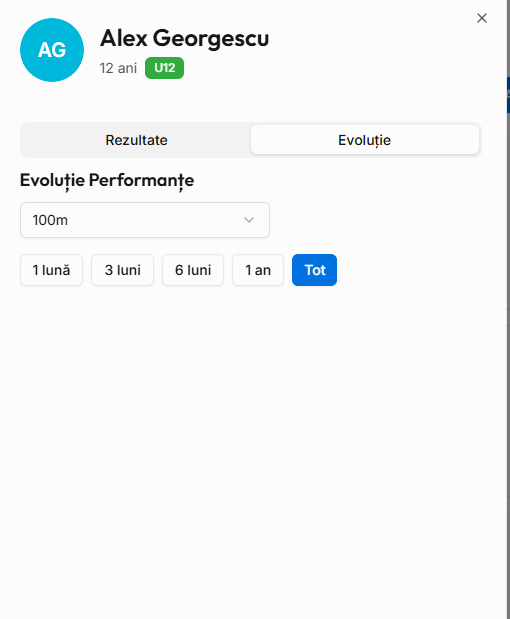 AG
Alex Georgescu
12 ani U12
Rezultate Evoluție
Evoluție Performanțe
100m
1 lună 3 luni 6 luni 1 an Tot